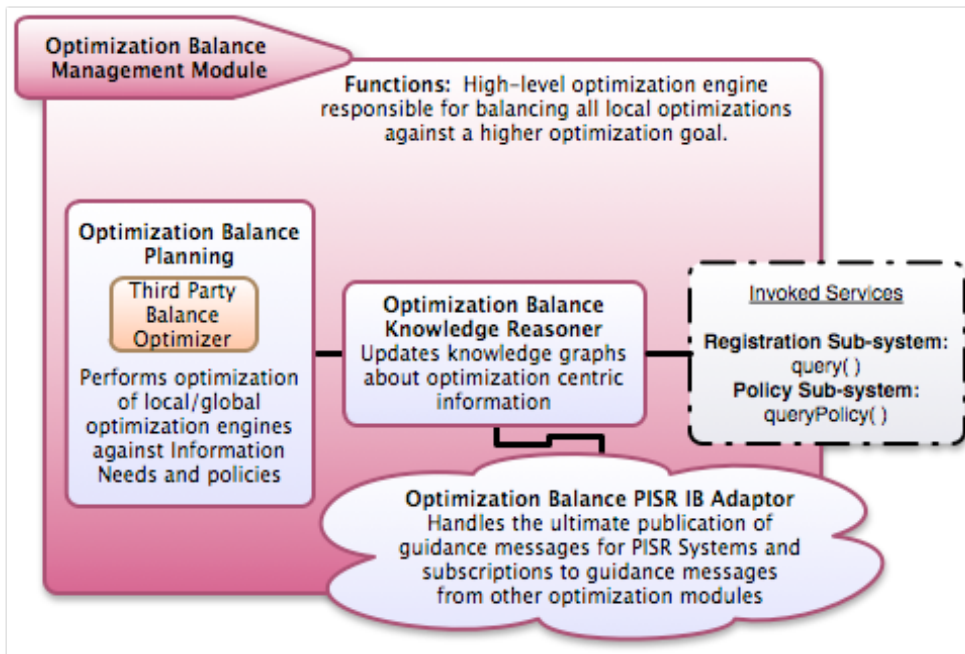 Optimization Balance
Management Module
Functions: High-level optimization engine
responsible for balancing all local optimizations
against a higher optimization goal.
Optimization Balance
Planning
Third Party
Balance
Optimizer
Performs optimization
of local/global
optimization engines
against Information
Needs and policies
Optimization Balance
Knowledge Reasoner
Updates knowledge graphs
about optimization centric
information
Invoked Services
Registration Sub-system:
query( )
Policy Sub-system:
queryPolicy( )
Optimization Balance PISR IB Adaptor
Handles the ultimate publication of
guidance messages for PISR Systems and
subscriptions to guidance messages
from other optimization modules